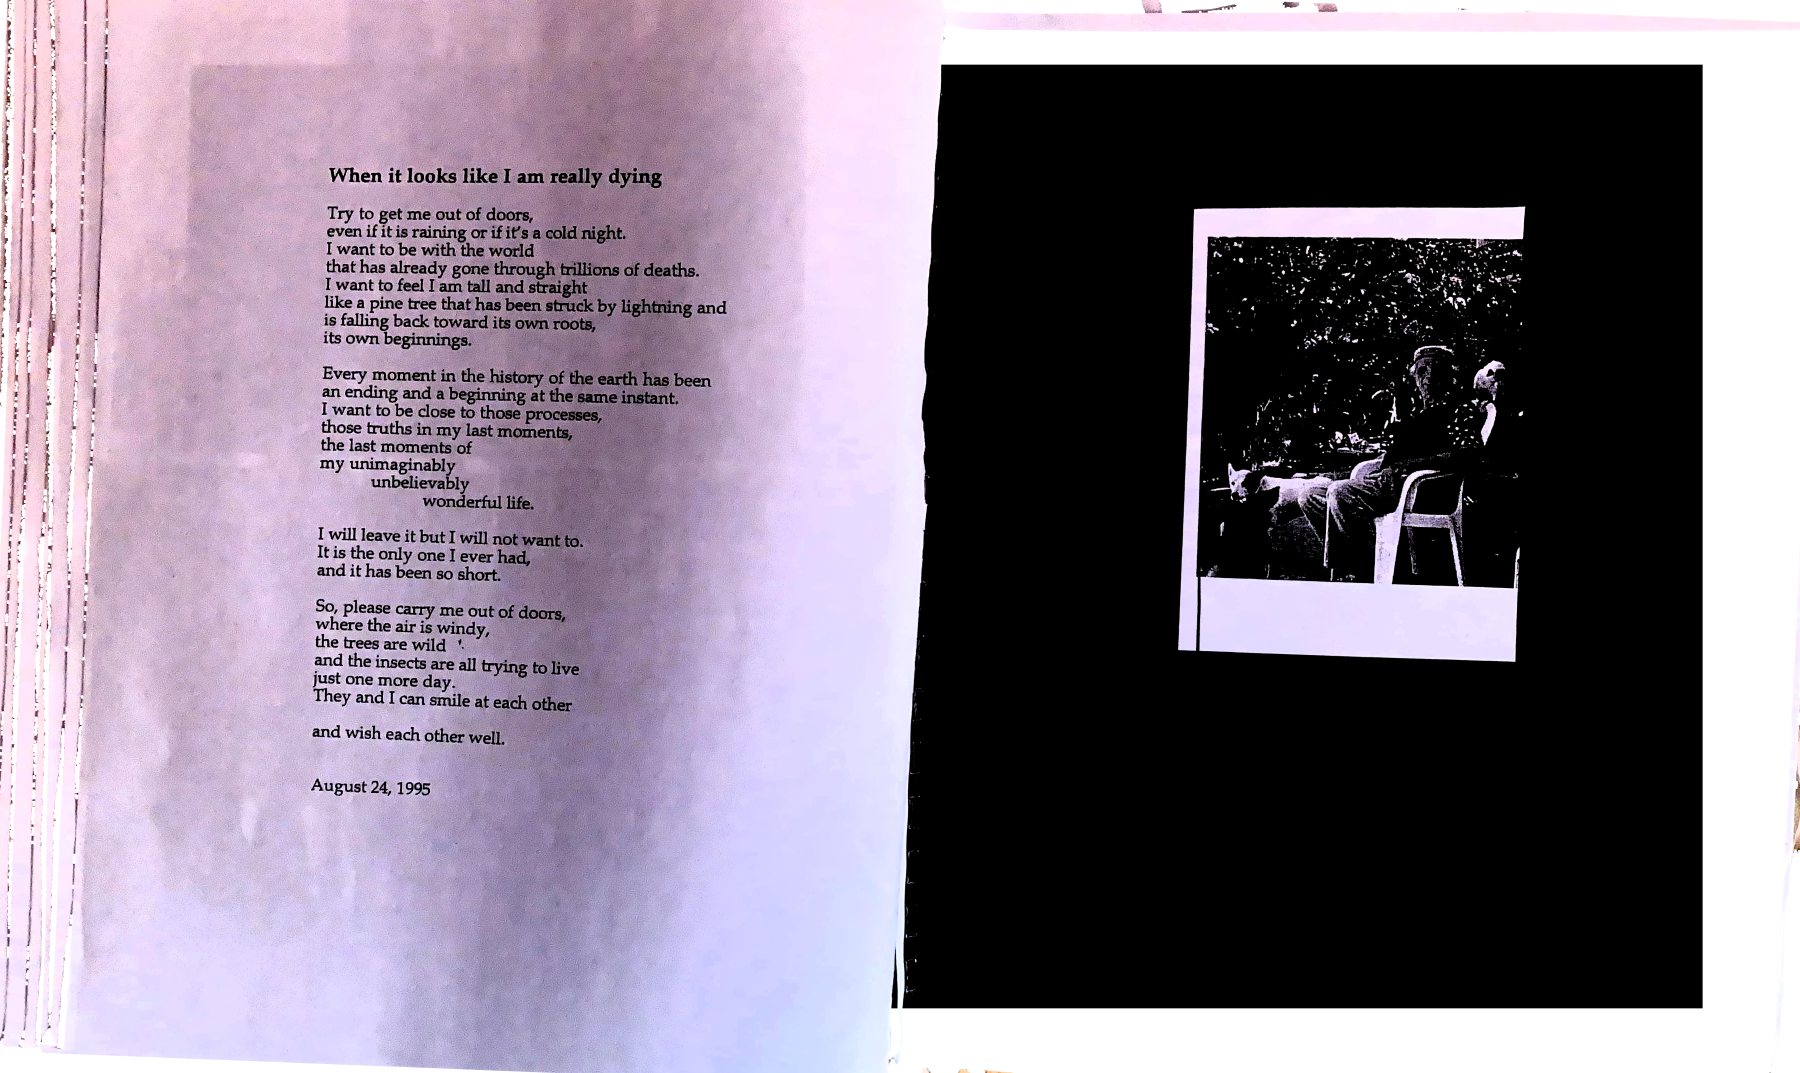 When it looks like I am really dying
Try to get me out of doors,
even if it is raining or if it's a cold night.
I want to be with the world
that has already gone through trillions of deaths.
I want to feel I am tall and straight
like a pine tree that has been struck by lightning and
is falling back toward its own roots,
its own beginnings.
Every moment in the history of the earth has been
an ending and a beginning at the same instant.
I want to be close to those processes,
those truths in my last moments,
the last moments of
my unimaginably
unbelievably
wonderful life.
I will leave it but I will not want to.
It is the only one I ever had,
and it has been so short.
So, please carry me out of doors,
where the air is windy,
the trees are wild
and the insects are all trying to live
just one more day.
They and I can smile at each other
and wish each other well.
August 24, 1995